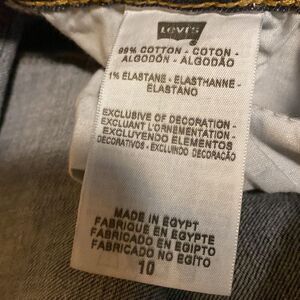 LEVI'S
99% COTTON - COTON -
ALGODÓN - ALGODÃO
1% ELASTANE - ELASTHANNE -
ELASTANO
EXCLUSIVE OF DECORATION -
EXCLUANT L'ORNEMENTATION -
EXCLUYENDO ELEMENTOS
DECORATIVOS - EXCLUINDO DECORAÇÃO
MADE IN EGYPT
FABRIQUE EN EGYPTE
FABRICADO EN EGIPTO
FABRICADO NO EGITO
10